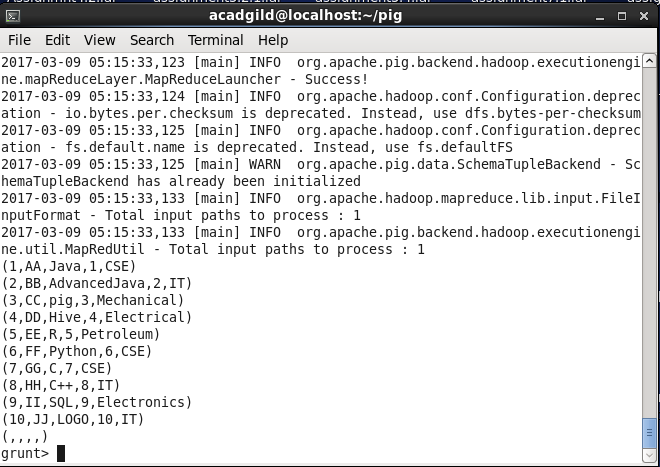 acadgild@localhost:~/pig
File Edit View Search Terminal Help
2017-03-09 05:15:33,123 [main] INFO  org.apache.pig.backend.hadoop.executionengi
ne.mapReduceLayer.MapReduceLauncher - Success!
2017-03-09 05:15:33,124 [main] INFO  org.apache.hadoop.conf.Configuration.deprec
ation - io.bytes.per.checksum is deprecated. Instead, use dfs.bytes-per-checksum
2017-03-09 05:15:33,125 [main] INFO  org.apache.hadoop.conf.Configuration.deprec
ation - fs.default.name is deprecated. Instead, use fs.defaultFS
2017-03-09 05:15:33,125 [main] WARN  org.apache.pig.data.SchemaTupleBackend - Sc
hemaTupleBackend has already been initialized
2017-03-09 05:15:33,133 [main] INFO  org.apache.hadoop.mapreduce.lib.input.FileI
nputFormat - Total input paths to process : 1
2017-03-09 05:15:33,133 [main] INFO  org.apache.pig.backend.hadoop.executionengi
ne.util.MapRedUtil - Total input paths to process : 1
(1,AA,Java,1,CSE)
(2,BB,AdvancedJava,2,IT)
(3,CC,pig,3,Mechanical)
(4,DD,Hive,4,Electrical)
(5,EE,R,5,Petroleum)
(6,FF,Python,6,CSE)
(7,GG,C,7,CSE)
(8,HH,C++,8,IT)
(9,II,SQL,9,Electronics)
(10,JJ,LOGO,10,IT)
(,,,,)
grunt>